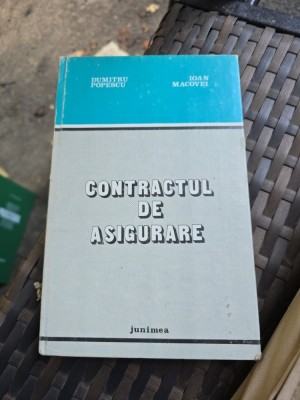 DUMITRU
POPESCU
IOAN
MACOVEI
CONTRACTUL
DE
ASIGURARE
junimea